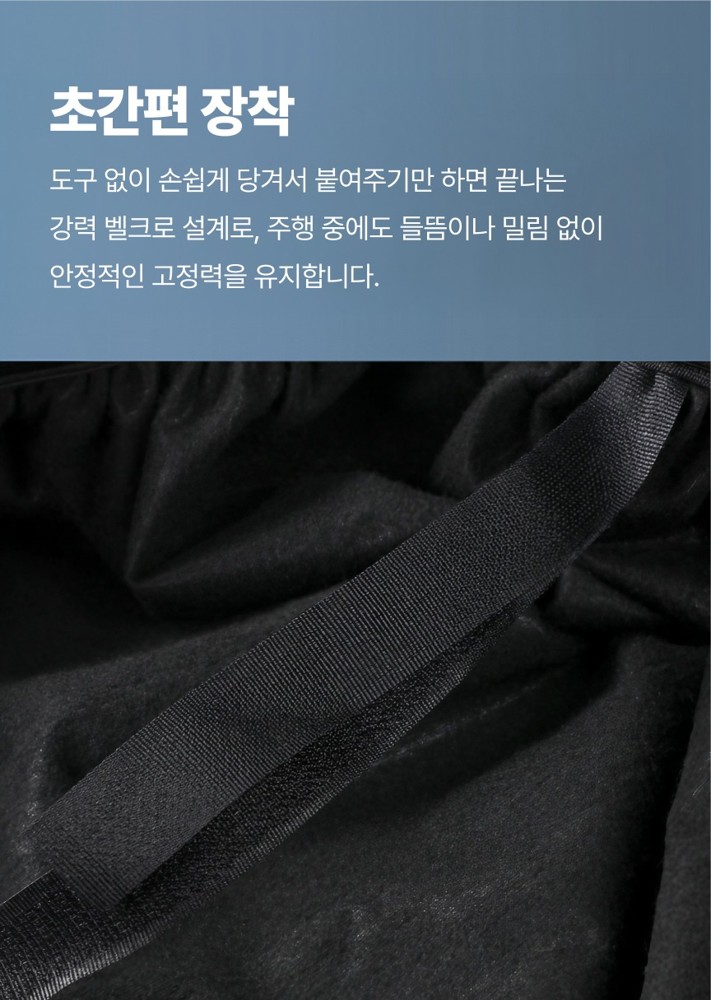 초간편 장착
도구 없이 손쉽게 당겨서 붙여주기만 하면 끝나는
강력 벨크로 설계로, 주행 중에도 들뜸이나 밀림 없이
안정적인 고정력을 유지합니다.